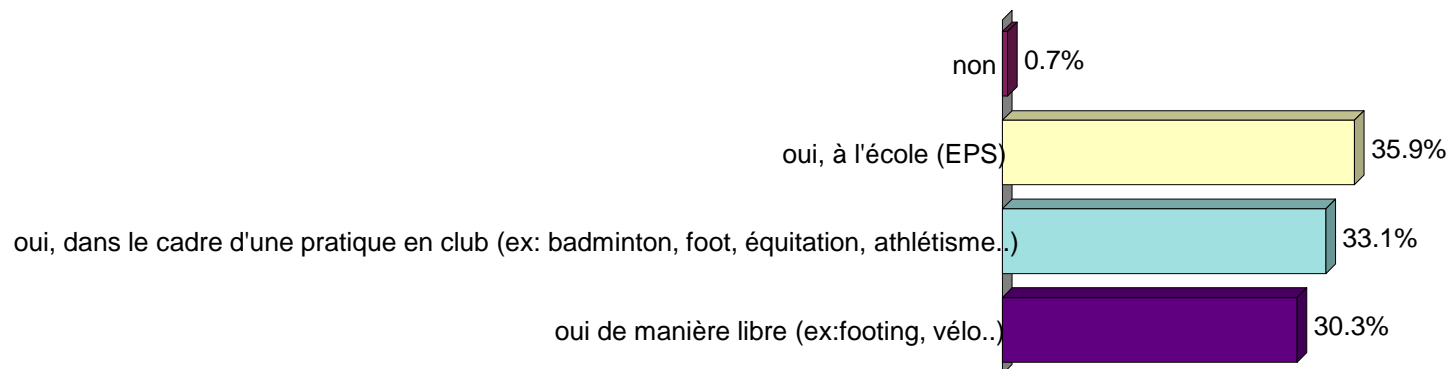 non 0.7%
oui, à l'école (EPS) 35.9%
oui, dans le cadre d'une pratique en club (ex: badminton, foot, équitation, athlétisme..) 33.1%
oui de manière libre (ex:footing, vélo..) 30.3%